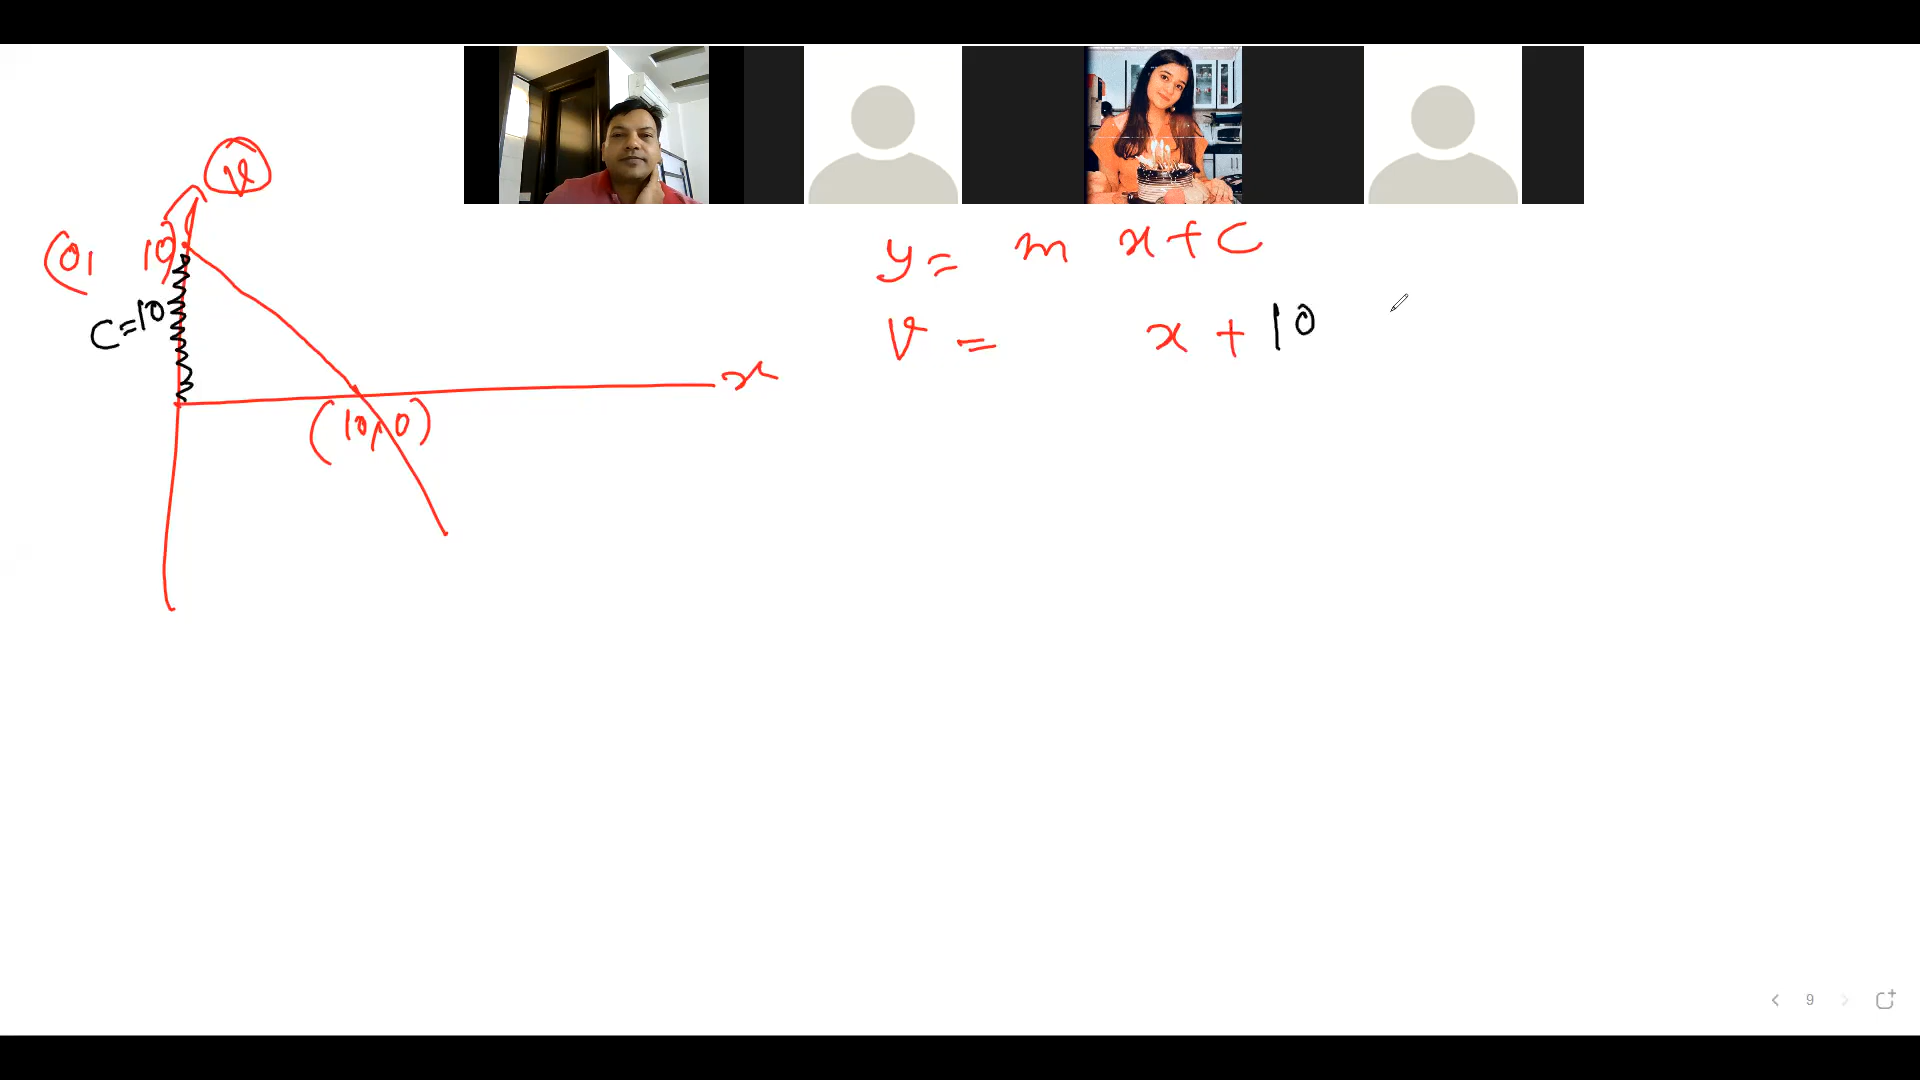 v
(0, 10)
C=10
x
(10, 0)
y = m x + c
v = x + 10
9